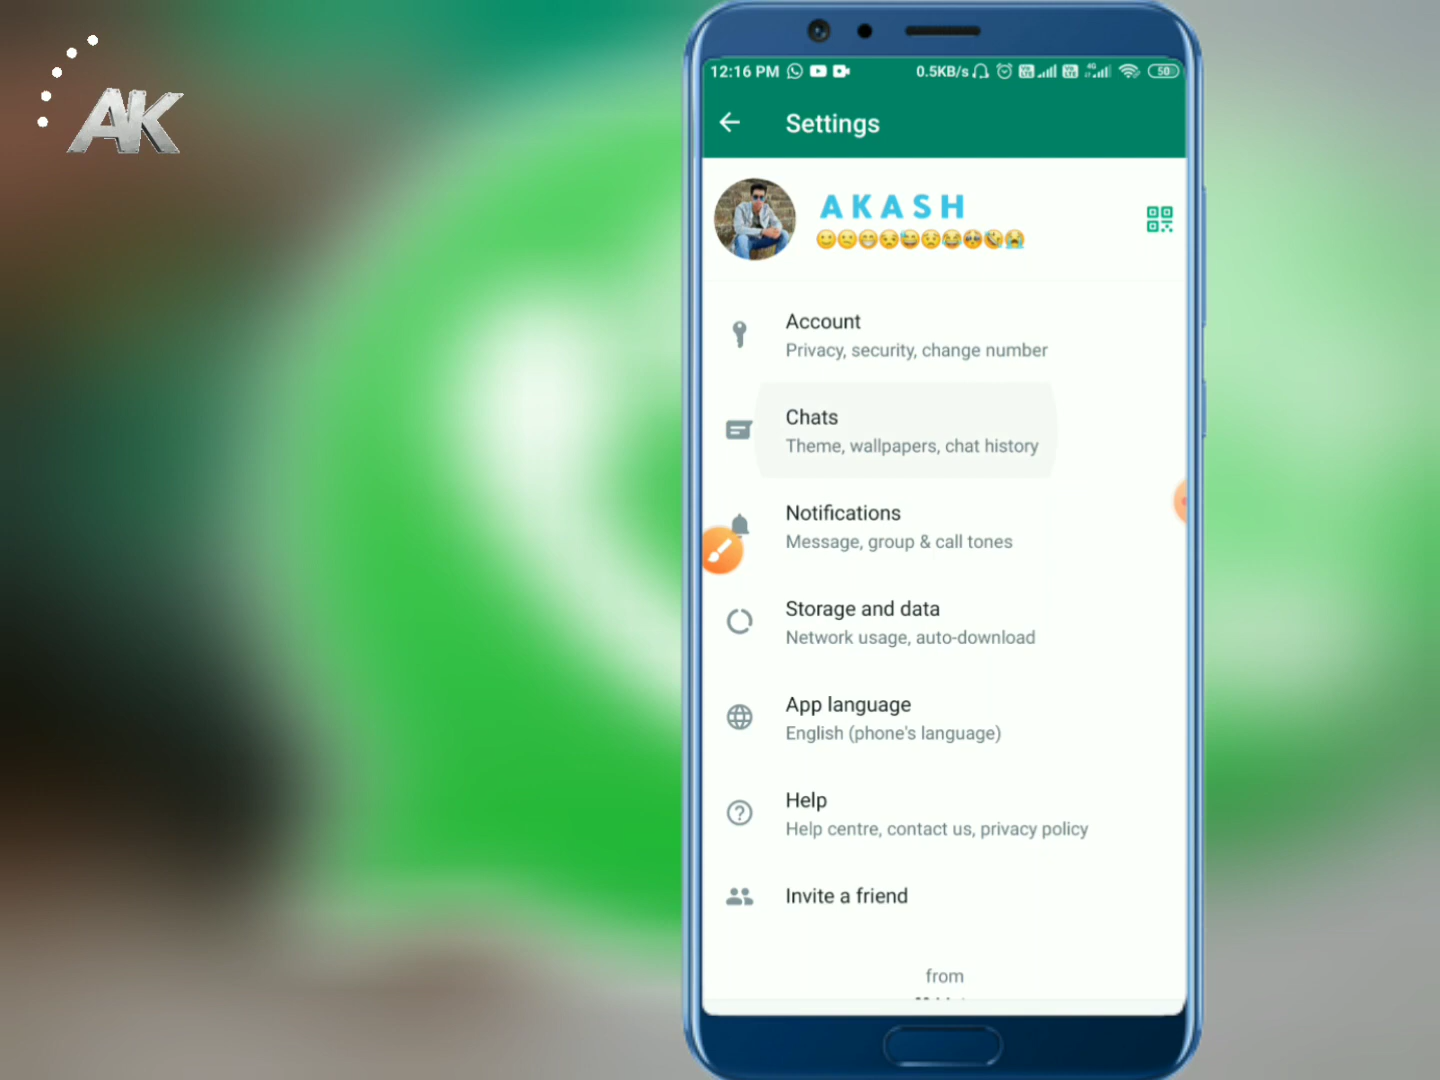 AK
12:16 PM
0.5KB/s
4G
50
Settings
AKASH
Account
Privacy, security, change number
Chats
Theme, wallpapers, chat history
Notifications
Message, group & call tones
Storage and data
Network usage, auto-download
App language
English (phone's language)
Help
Help centre, contact us, privacy policy
Invite a friend
from